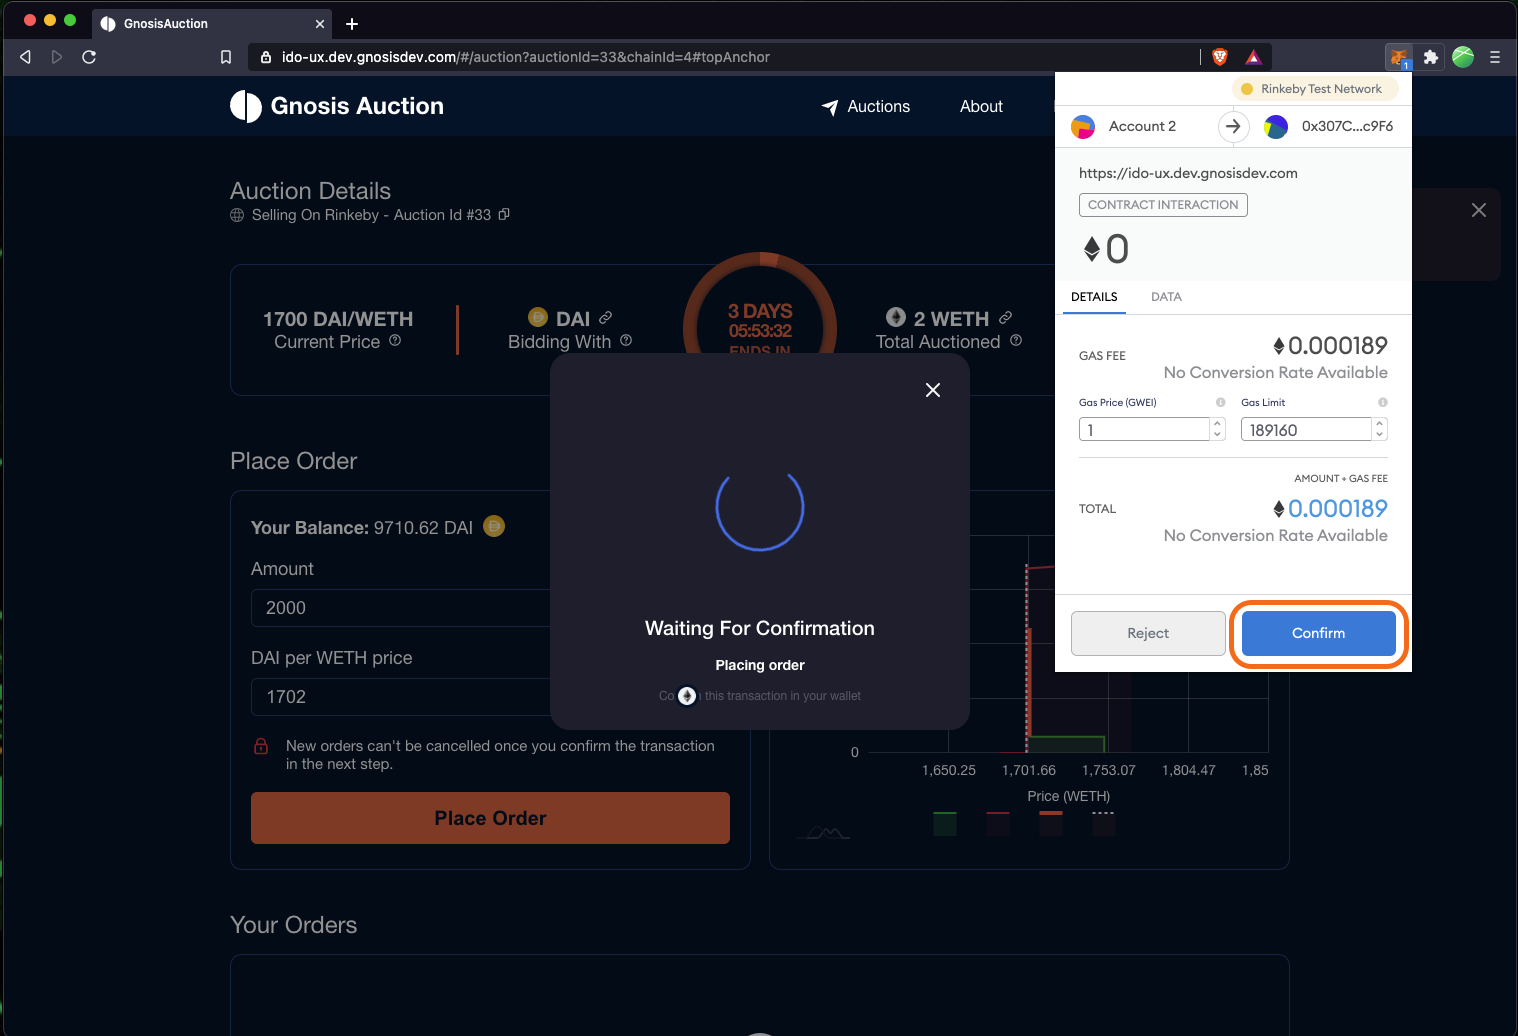 GnosisAuction
ido-ux.dev.gnosisdev.com/#/auction?auctionId=33&chainId=4#topAnchor
1
Gnosis Auction
Auctions
About
Rinkeby Test Network
Account 2
0x307C...c9F6
https://ido-ux.dev.gnosisdev.com
CONTRACT INTERACTION
0
DETAILS
DATA
GAS FEE
0.000189
No Conversion Rate Available
Gas Price (GWEI)
Gas Limit
1
189160
AMOUNT + GAS FEE
TOTAL
0.000189
No Conversion Rate Available
Reject
Confirm
Auction Details
Selling On Rinkeby - Auction Id #33
1700 DAI/WETH
Current Price
DAI
Bidding With
3 DAYS
05:53:32
ENDS IN
2 WETH
Total Auctioned
Place Order
Your Balance: 9710.62 DAI
Amount
2000
DAI per WETH price
1702
New orders can't be cancelled once you confirm the transaction
in the next step.
Place Order
Waiting For Confirmation
Placing order
Co this transaction in your wallet
0
1,650.25
1,701.66
1,753.07
1,804.47
1,85
Price (WETH)
Your Orders